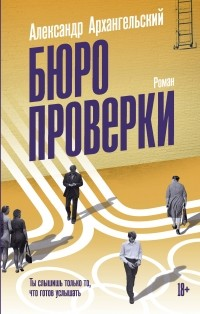 Александр Архангельский
БЮРО
Роман
ПРОВЕРКИ
Ты слышишь только то,
что готов услышать
18+